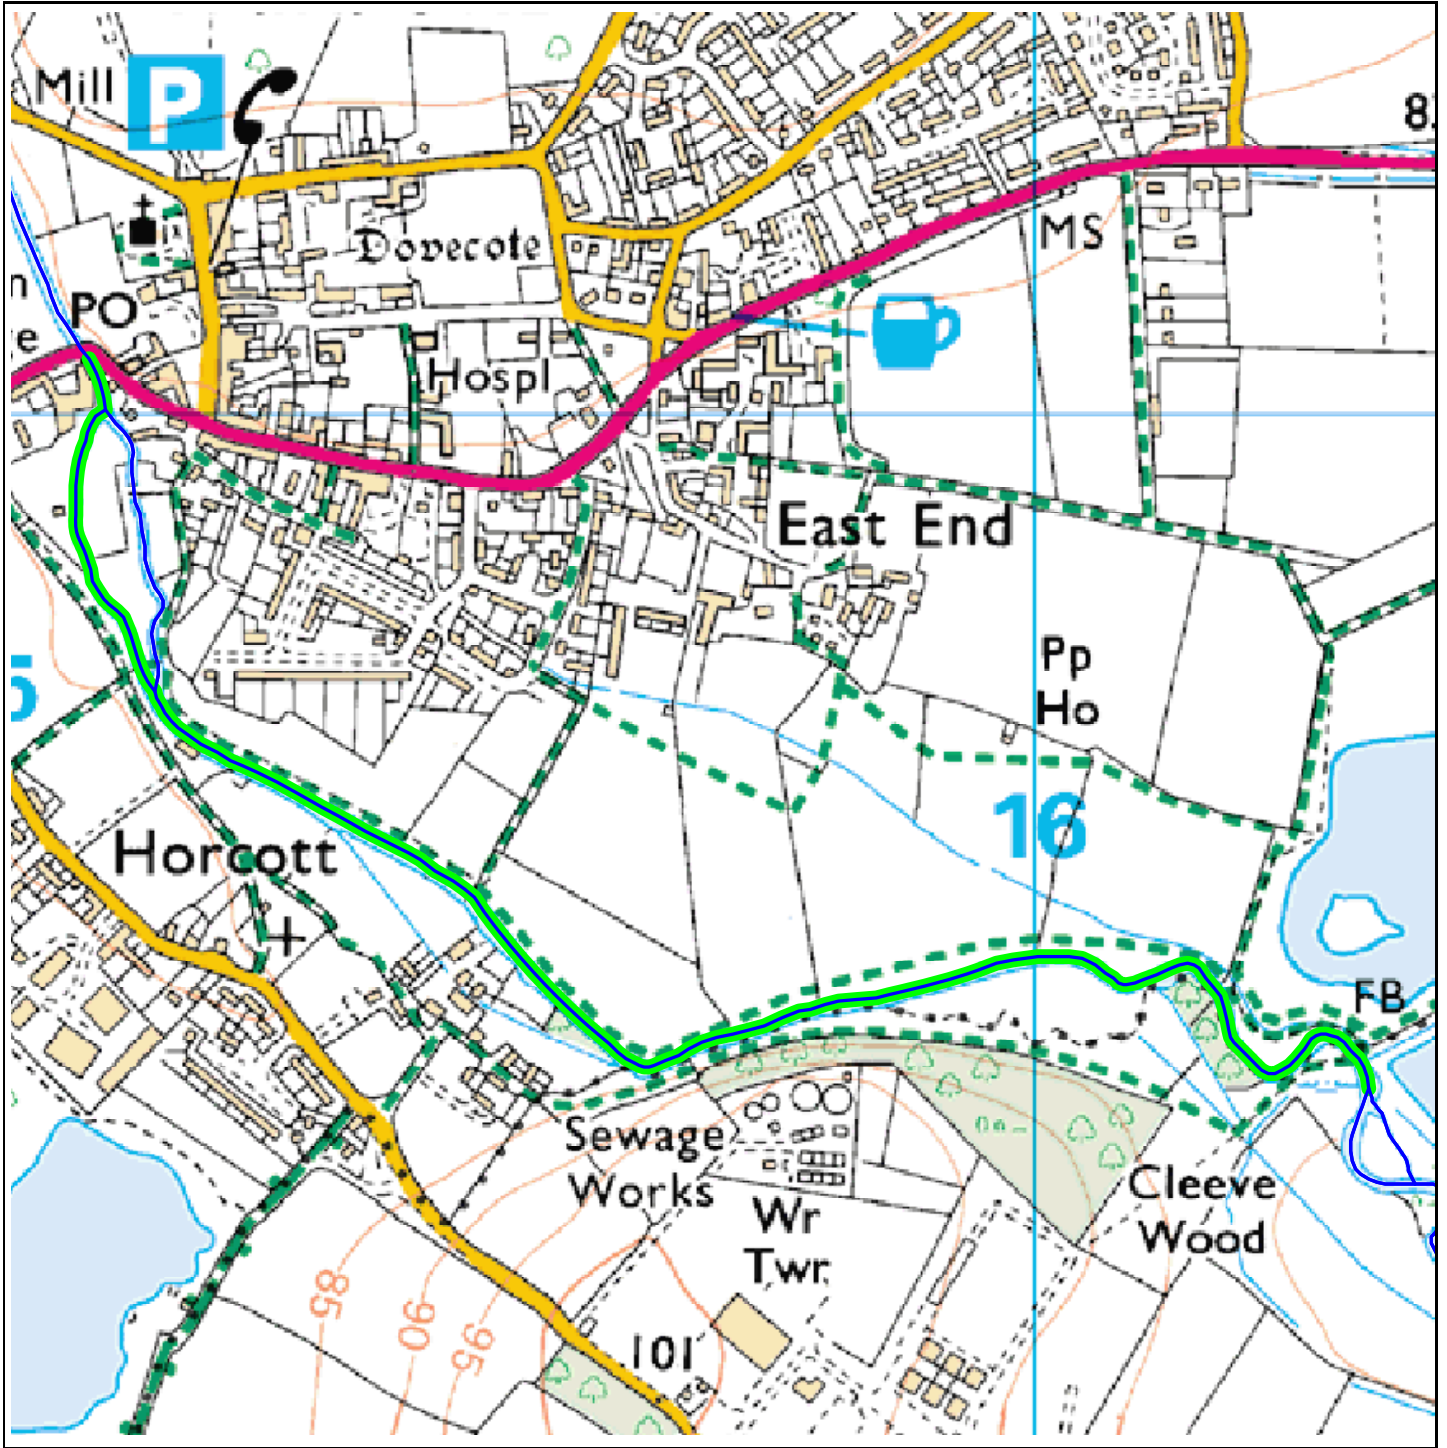 Mill
P
8
Dovecote
MS
n
PO
e
Hospl
East End
Pp
Ho
5
16
Horcott
FB
Sewage
Works
Cleeve
Wood
Wr
Twr
85
90
95
101